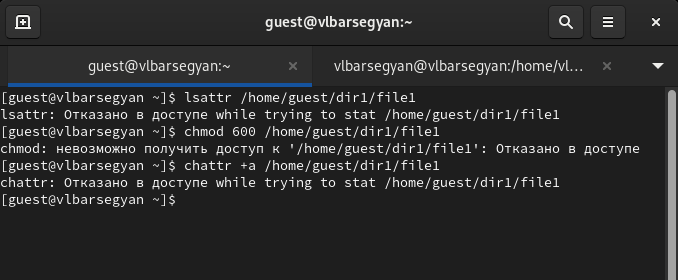 guest@vlbarsegyan:~
guest@vlbarsegyan:~ × vlbarsegyan@vlbarsegyan:/home/vl... ×
[guest@vlbarsegyan ~]$ lsattr /home/guest/dir1/file1
lsattr: Отказано в доступе while trying to stat /home/guest/dir1/file1
[guest@vlbarsegyan ~]$ chmod 600 /home/guest/dir1/file1
chmod: невозможно получить доступ к '/home/guest/dir1/file1': Отказано в доступе
[guest@vlbarsegyan ~]$ chattr +a /home/guest/dir1/file1
chattr: Отказано в доступе while trying to stat /home/guest/dir1/file1
[guest@vlbarsegyan ~]$